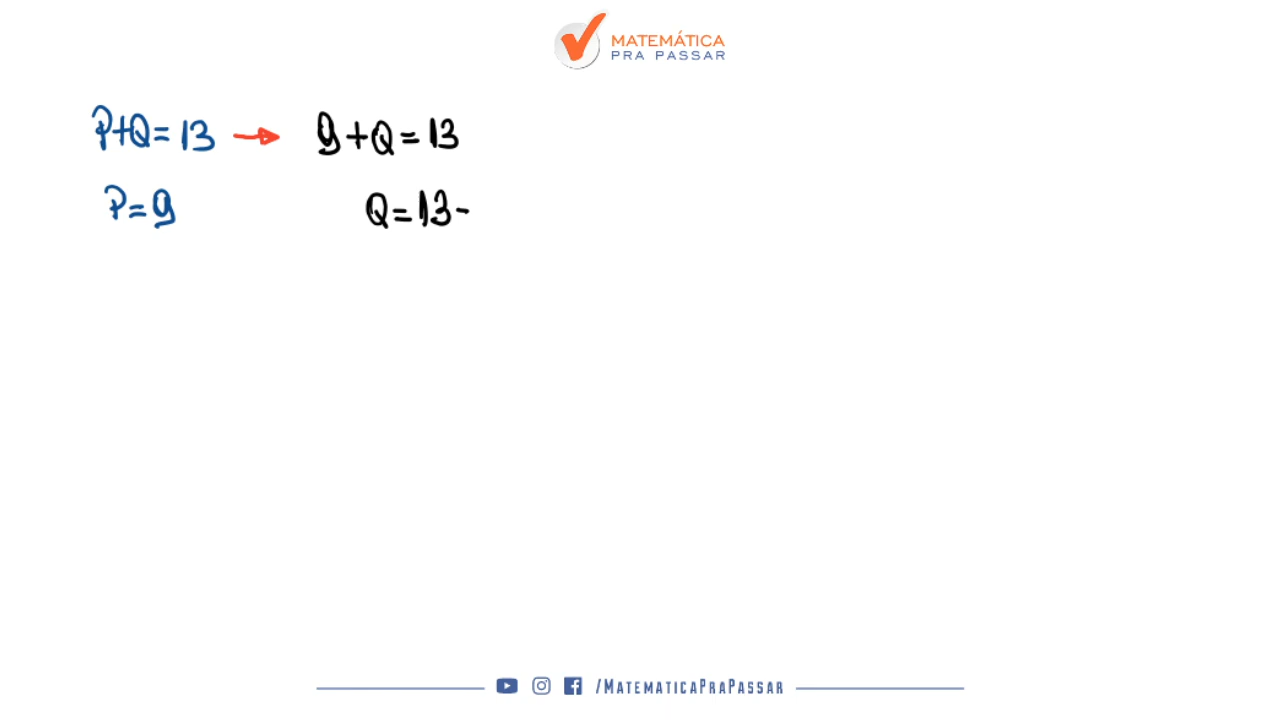 MATEMÁTICA
PRA PASSAR
P+Q=13 → 9+Q=13
P=9 Q=13-
/MATEMATICAPRAPASSAR